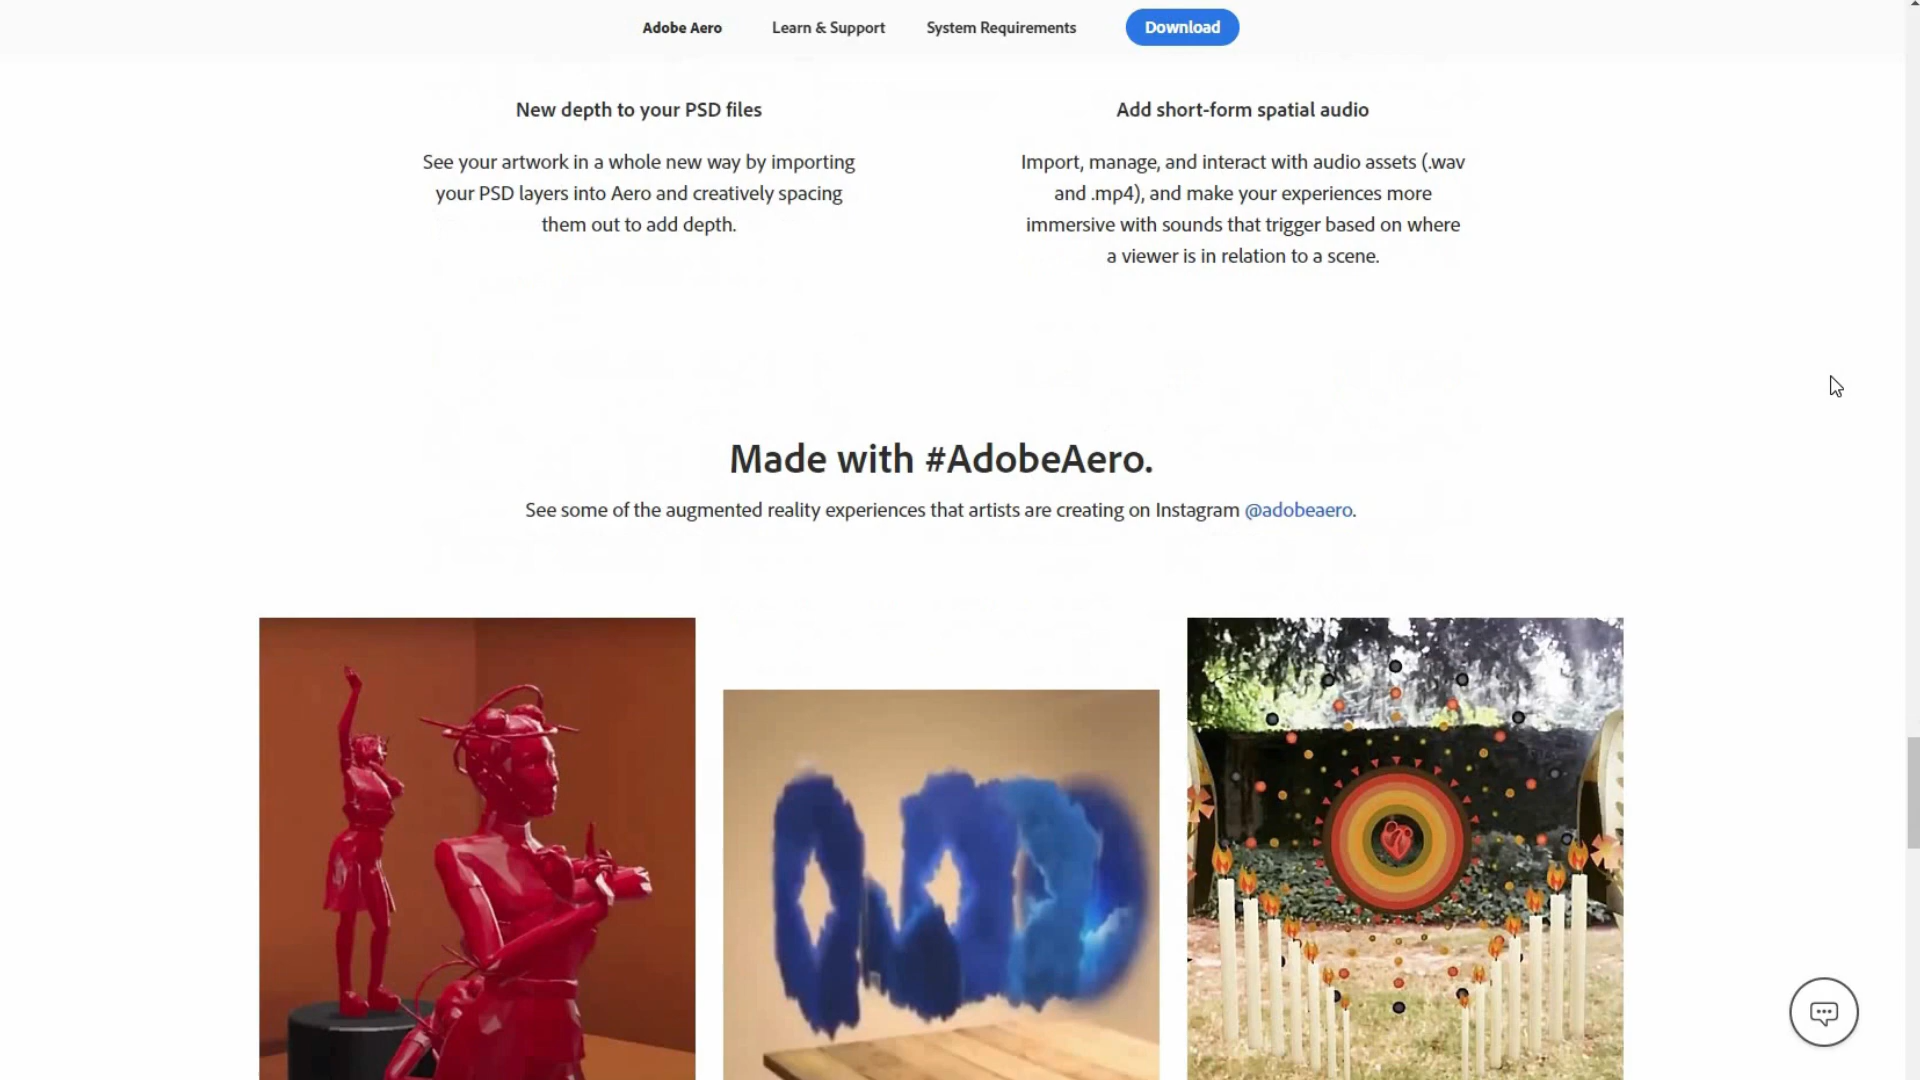 Adobe Aero Learn & Support System Requirements Download
New depth to your PSD files
See your artwork in a whole new way by importing
your PSD layers into Aero and creatively spacing
them out to add depth.
Add short-form spatial audio
Import, manage, and interact with audio assets (.wav
and .mp4), and make your experiences more
immersive with sounds that trigger based on where
a viewer is in relation to a scene.
Made with #AdobeAero.
See some of the augmented reality experiences that artists are creating on Instagram @adobeaero.